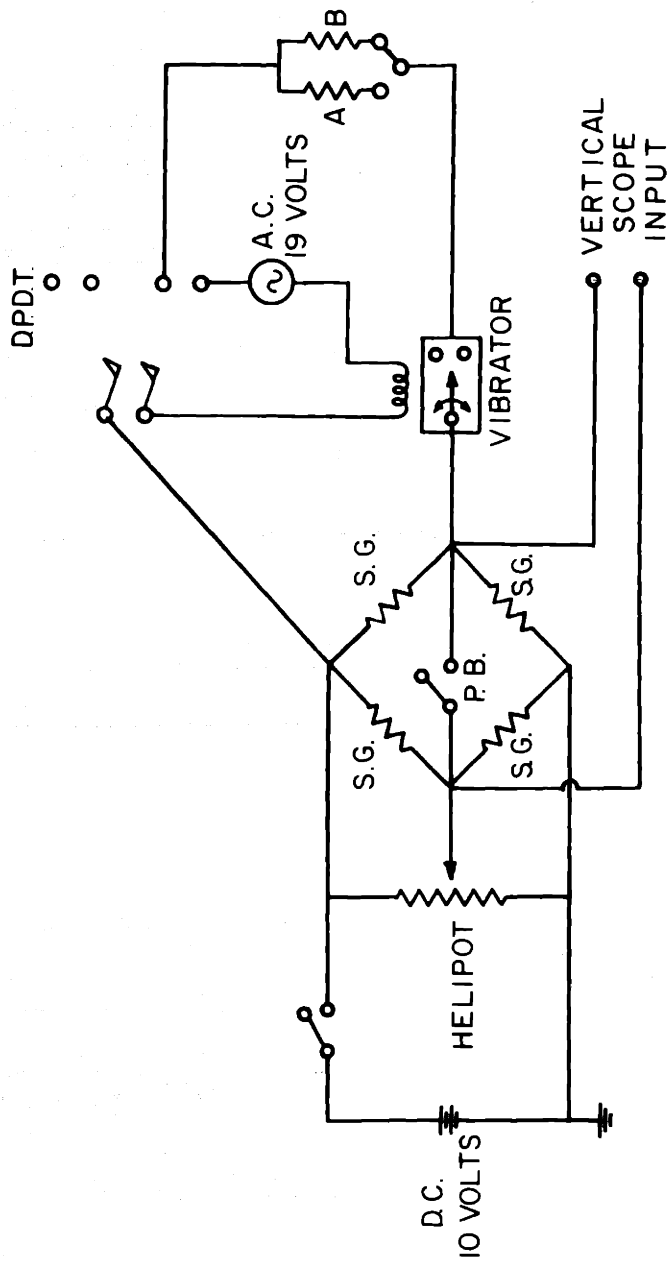 D.P.D.T.
A
B
A.C.
19 VOLTS
VERTICAL
SCOPE
INPUT
VIBRATOR
S.G.
S.G.
P.B.
S.G.
S.G.
HELIPOT
D.C.
10 VOLTS